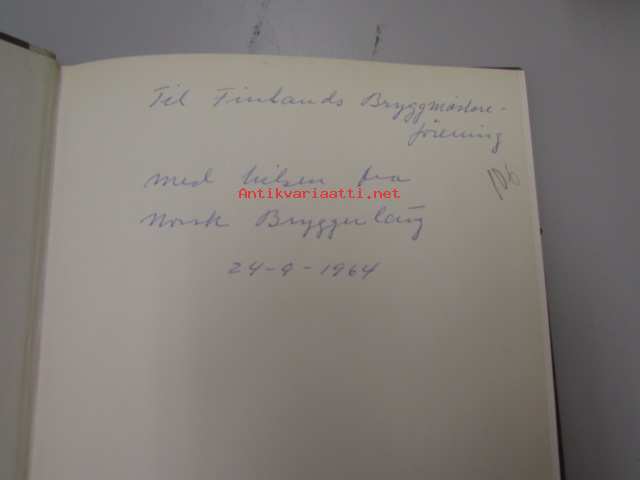 Til Finlands Bryggmästare-
förening
med hilsen fra
Antikvariaatti.net
Norsk Bryggerlaug
24-9-1964
106